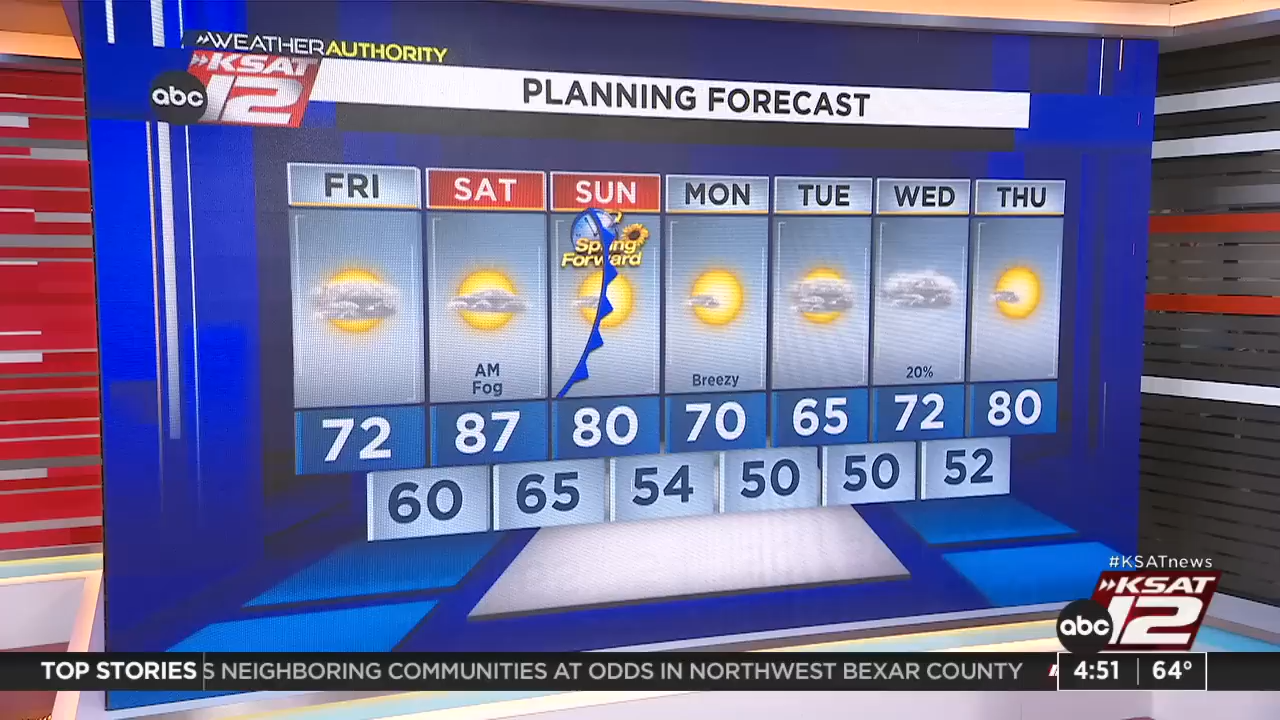 »WEATHERAUTHORITY
»KSAT
abc 12
PLANNING FORECAST
FRI SAT SUN MON TUE WED THU
Spring
Forward
AM
Fog
Breezy
20%
72 87 80 70 65 72 80
60 65 54 50 50 52
#KSATnews
»KSAT
abc 12
TOP STORIES S NEIGHBORING COMMUNITIES AT ODDS IN NORTHWEST BEXAR COUNTY 4:51 64°